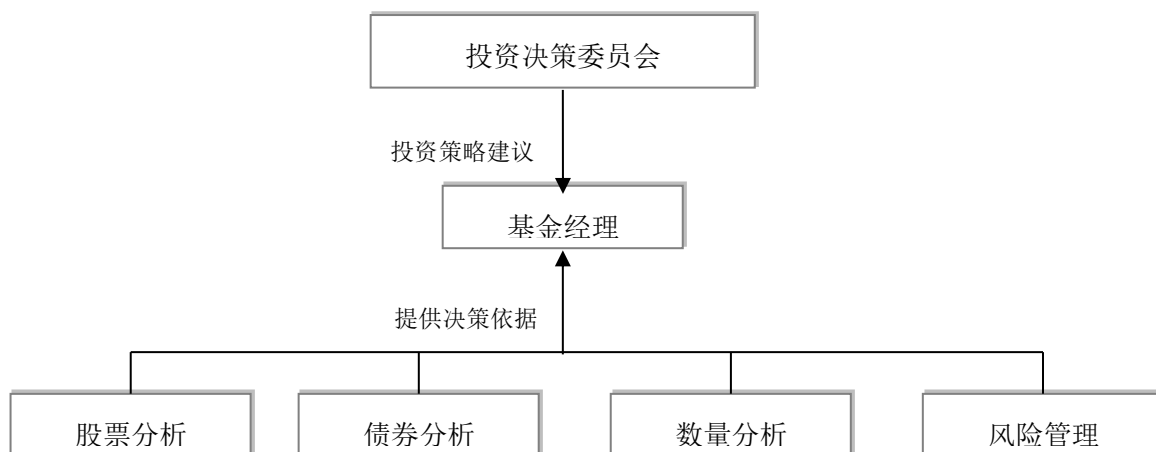 投资决策委员会
投资策略建议
基金经理
提供决策依据
股票分析
债券分析
数量分析
风险管理